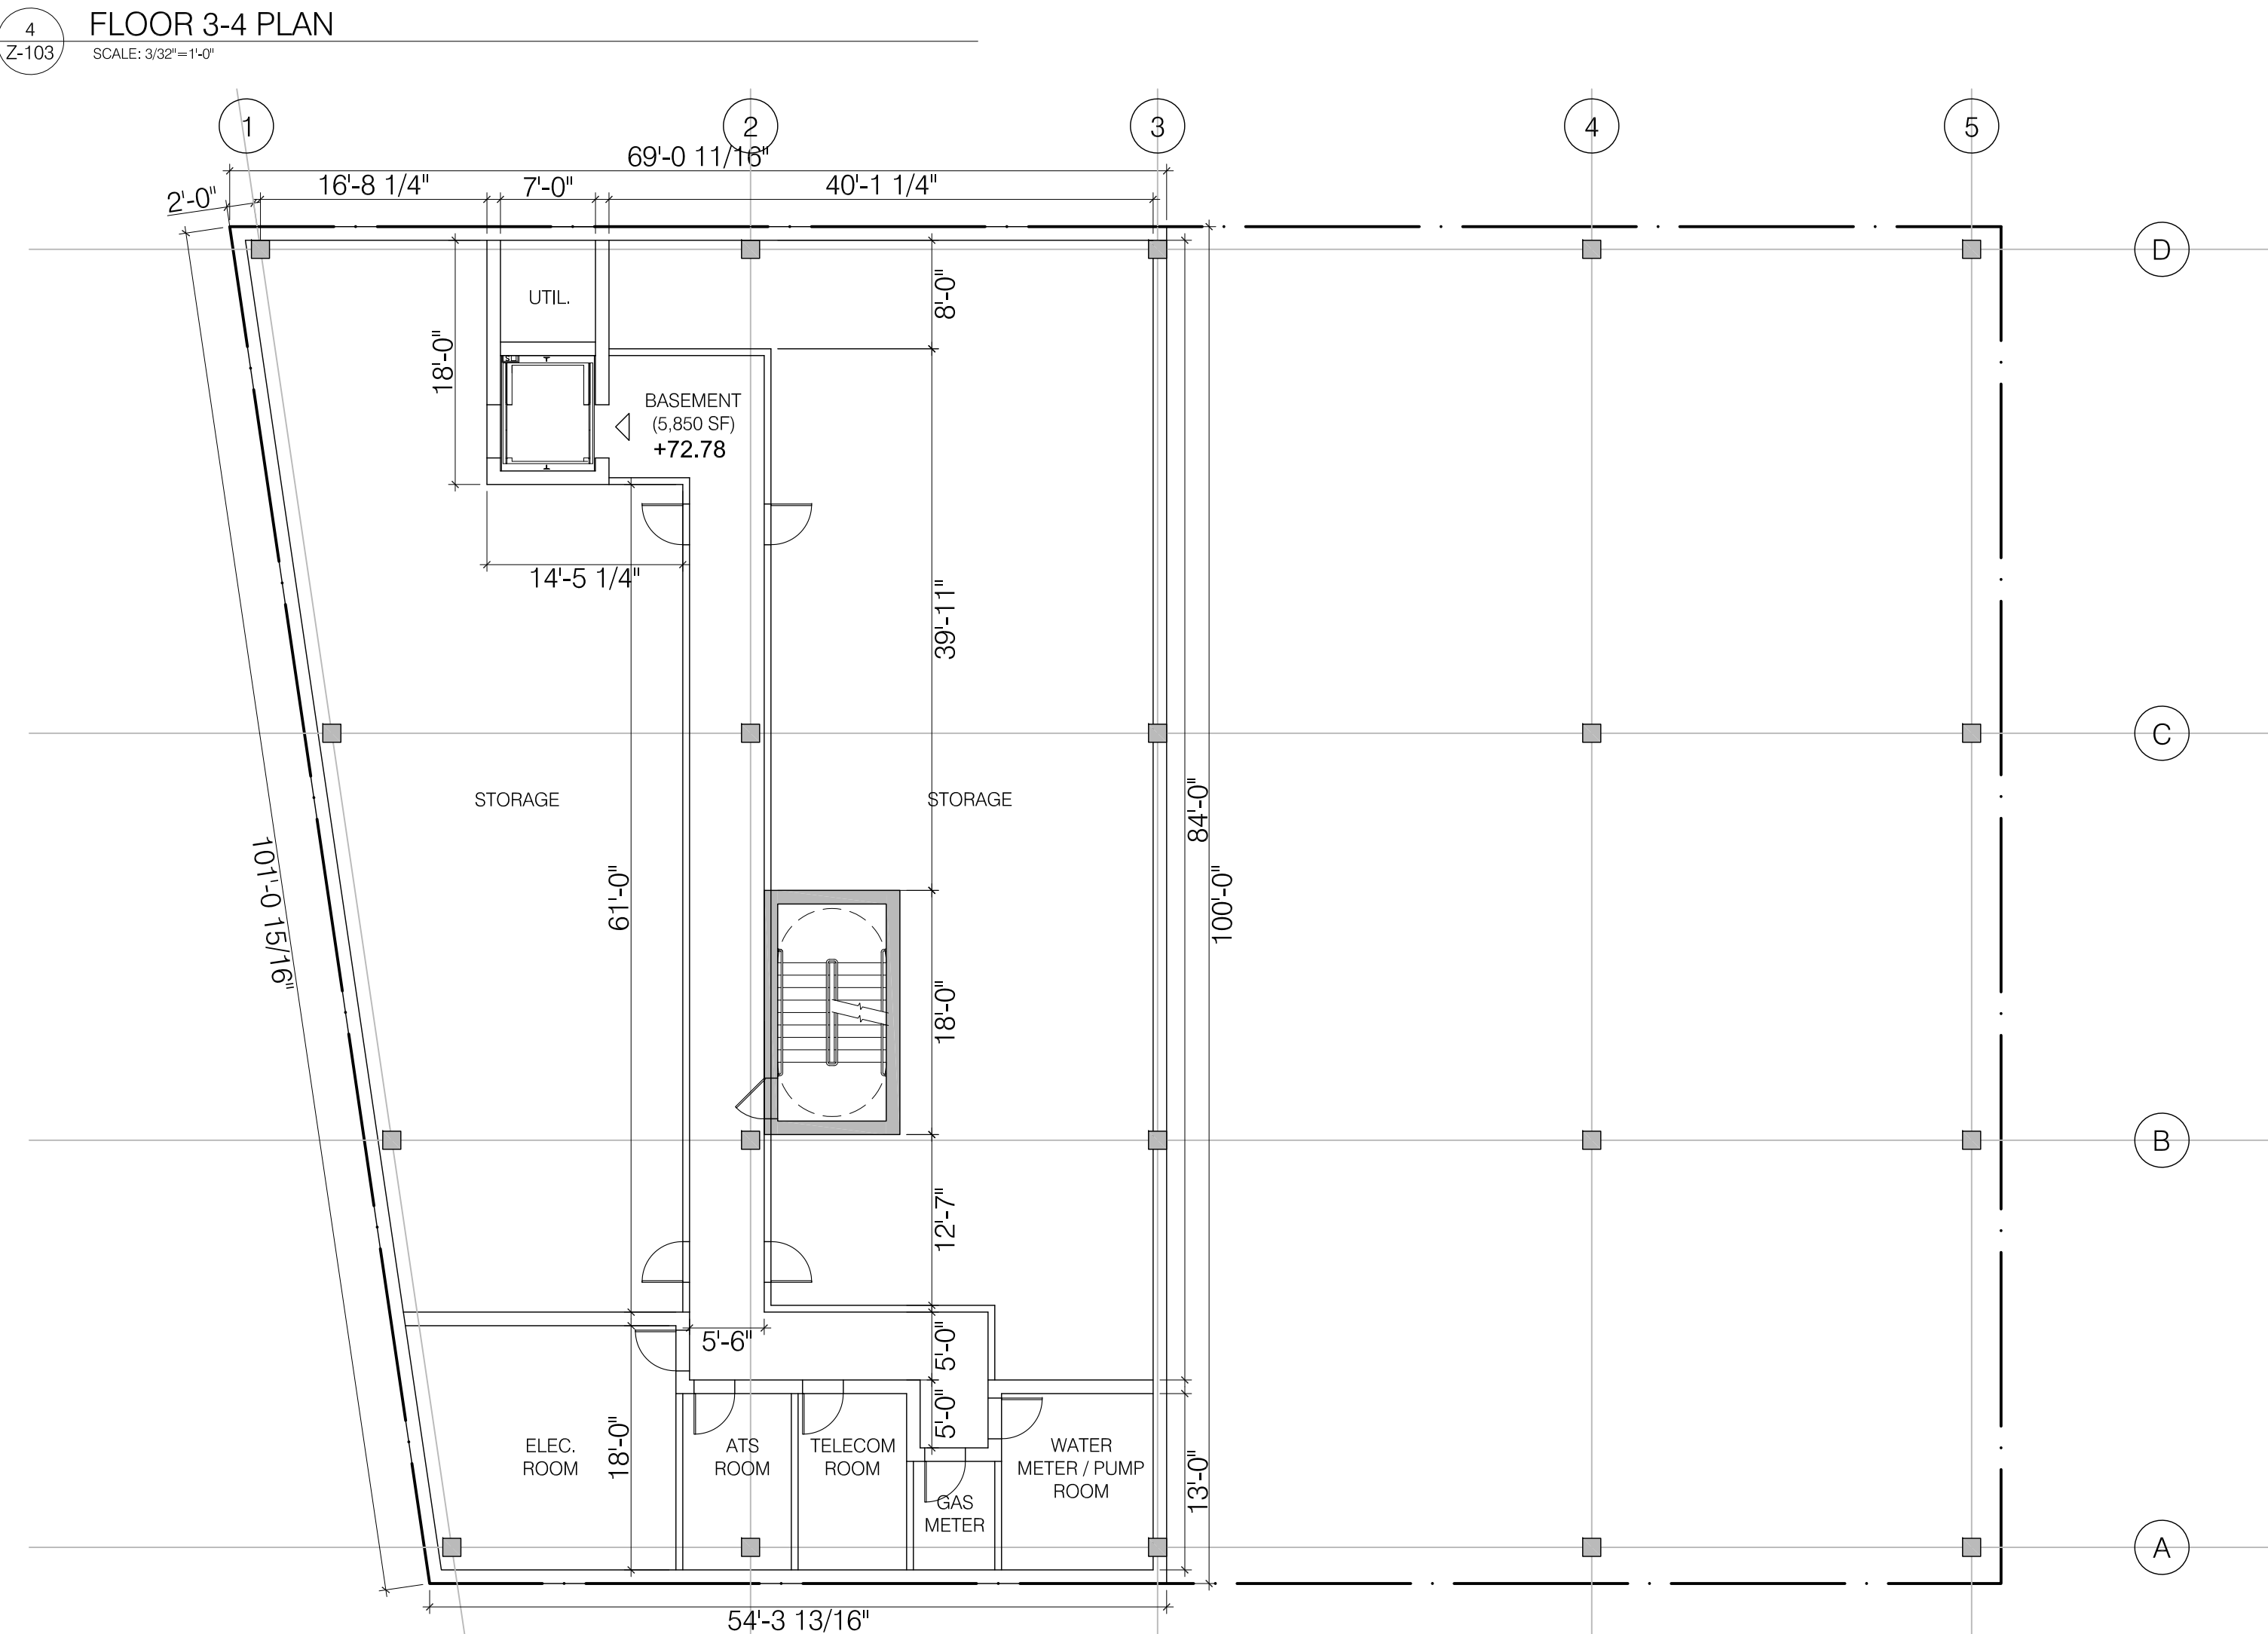 4
Z-103
FLOOR 3-4 PLAN
SCALE: 3/32"=1'-0"
1
2
3
4
5
69'-0 11/16"
2'-0"
16'-8 1/4"
7'-0"
40'-1 1/4"
D
UTIL.
8'-0"
18'-0"
SL
BASEMENT
(5,850 SF)
+72.78
14'-5 1/4"
39'-11"
C
STORAGE
STORAGE
84'-0"
101'-0 15/16"
61'-0"
100'-0"
18'-0"
B
12'-7"
5'-6"
5'-0"
5'-0"
18'-0"
ELEC.
ROOM
ATS
ROOM
TELECOM
ROOM
GAS
METER
WATER
METER / PUMP
ROOM
13'-0"
A
54'-3 13/16"